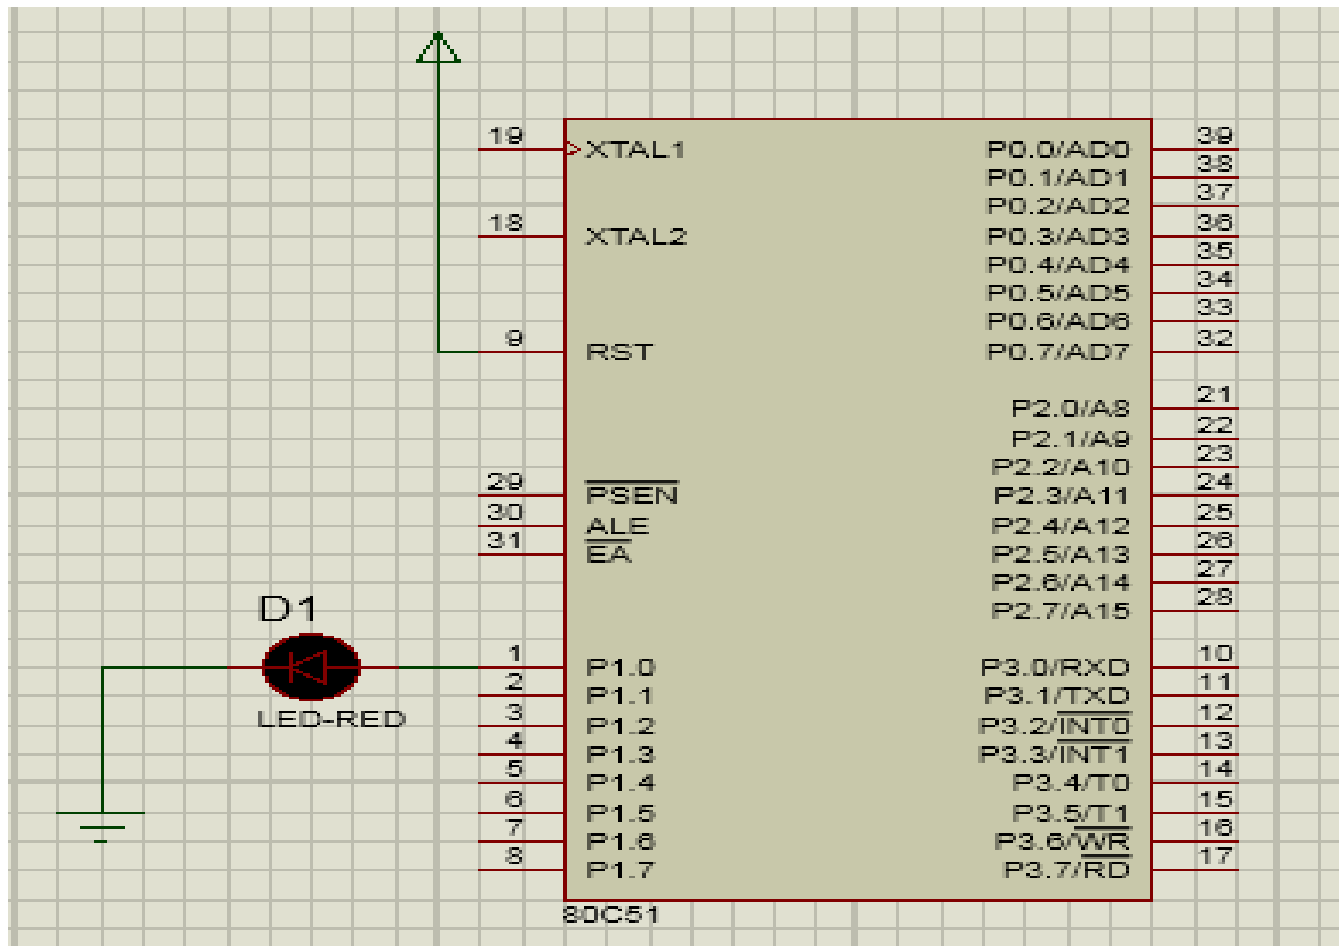 19 XTAL1 P0.0/AD0 39
P0.1/AD1 38
P0.2/AD2 37
18 XTAL2 P0.3/AD3 36
P0.4/AD4 35
P0.5/AD5 34
P0.6/AD6 33
9 RST P0.7/AD7 32
P2.0/A8 21
P2.1/A9 22
P2.2/A10 23
29 PSEN P2.3/A11 24
30 ALE P2.4/A12 25
31 EA P2.5/A13 26
P2.6/A14 27
D1 P2.7/A15 28
1 P1.0 P3.0/RXD 10
2 P1.1 P3.1/TXD 11
LED-RED 3 P1.2 P3.2/INT0 12
4 P1.3 P3.3/INT1 13
5 P1.4 P3.4/T0 14
6 P1.5 P3.5/T1 15
7 P1.6 P3.6/WR 16
8 P1.7 P3.7/RD 17
80C51